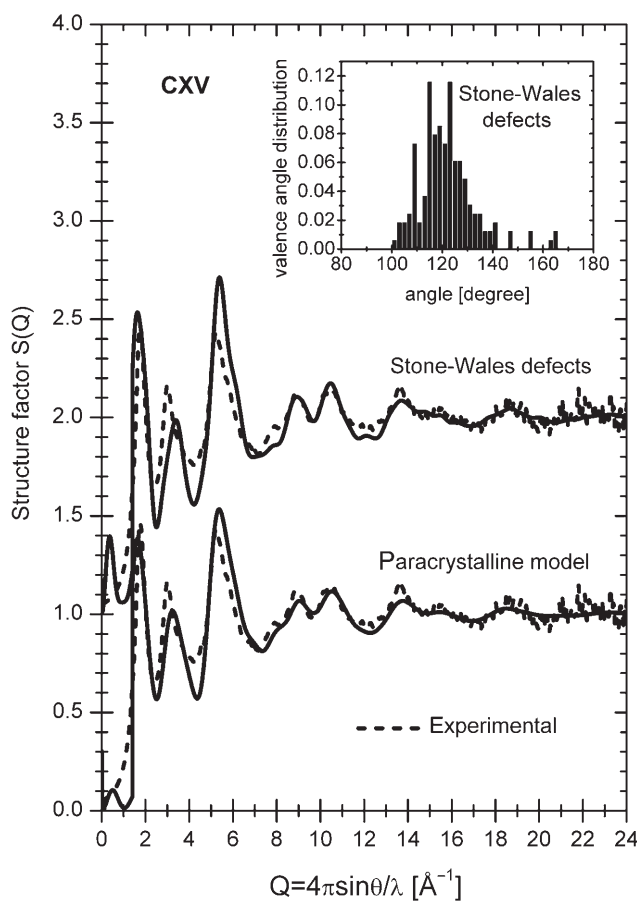 CXV
Structure factor S(Q)
4.0
3.5
3.0
2.5
2.0
1.5
1.0
0.5
0.0
valence angle distribution
0.12
0.10
0.08
0.06
0.04
0.02
0.00
Stone-Wales
defects
80 100 120 140 160 180
angle [degree]
Stone-Wales defects
Paracrystalline model
Experimental
0 2 4 6 8 10 12 14 16 18 20 22 24
Q=4πsinθ/λ [Å⁻¹]